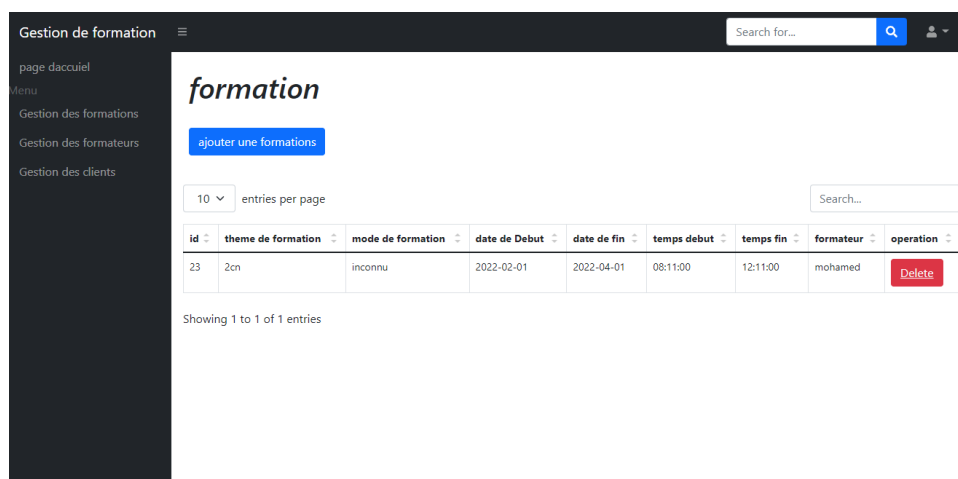 Gestion de formation
Search for...
page daccuiel
Menu
Gestion des formations
Gestion des formateurs
Gestion des clients
formation
ajouter une formations
10 entries per page
Search...
id theme de formation mode de formation date de Debut date de fin temps debut temps fin formateur operation
23 2cn inconnu 2022-02-01 2022-04-01 08:11:00 12:11:00 mohamed Delete
Showing 1 to 1 of 1 entries